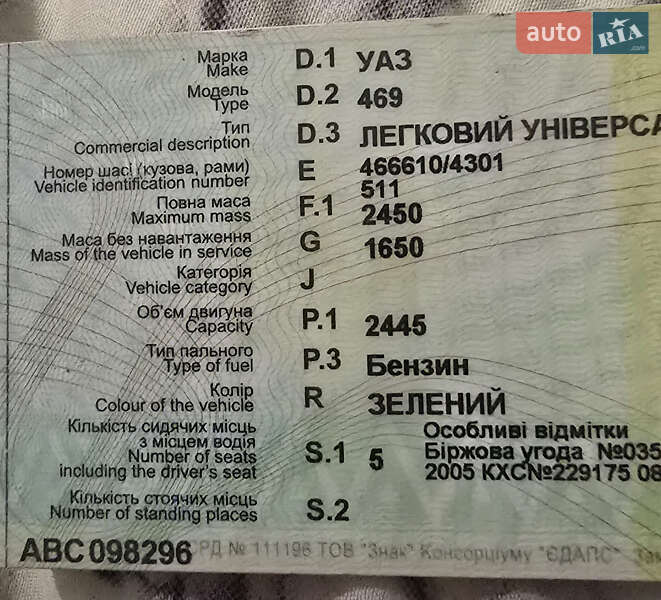 auto RIA .com
Марка D.1 УАЗ
Make
Модель D.2 469
Type
Тип D.3 ЛЕГКОВИЙ УНІВЕРСА
Commercial description
Номер шасі (кузова, рами) E 466610/4301
Vehicle identification number 511
Повна маса F.1 2450
Maximum mass
Маса без навантаження G 1650
Mass of the vehicle in service
Категорія J
Vehicle category
Об'єм двигуна P.1 2445
Capacity
Тип пального P.3 Бензин
Type of fuel
Колір R ЗЕЛЕНИЙ
Colour of the vehicle
Кількість сидячих місць Особливі відмітки
з місцем водія S.1 5 Біржова угода №035
Number of seats 2005 КХС№229175 08
including the driver's seat
Кількість стоячих місць S.2
Number of standing places
АВС098296 СРД № 111196 ТОВ "Знак" Консорціуму "ЄДАПС" Зам